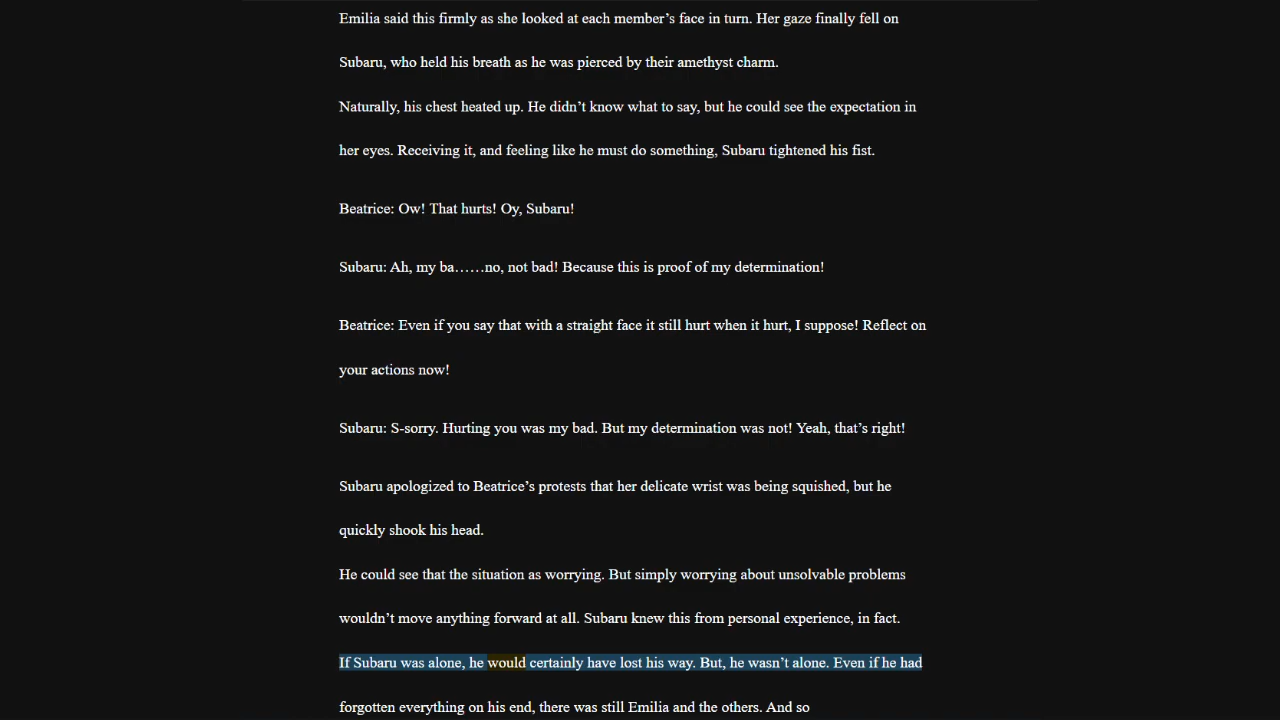 Emilia said this firmly as she looked at each member’s face in turn. Her gaze finally fell on
Subaru, who held his breath as he was pierced by their amethyst charm.
Naturally, his chest heated up. He didn’t know what to say, but he could see the expectation in
her eyes. Receiving it, and feeling like he must do something, Subaru tightened his fist.
Beatrice: Ow! That hurts! Oy, Subaru!
Subaru: Ah, my ba……no, not bad! Because this is proof of my determination!
Beatrice: Even if you say that with a straight face it still hurt when it hurt, I suppose! Reflect on
your actions now!
Subaru: S-sorry. Hurting you was my bad. But my determination was not! Yeah, that’s right!
Subaru apologized to Beatrice’s protests that her delicate wrist was being squished, but he
quickly shook his head.
He could see that the situation as worrying. But simply worrying about unsolvable problems
wouldn’t move anything forward at all. Subaru knew this from personal experience, in fact.
If Subaru was alone, he would certainly have lost his way. But, he wasn’t alone. Even if he had
forgotten everything on his end, there was still Emilia and the others. And so